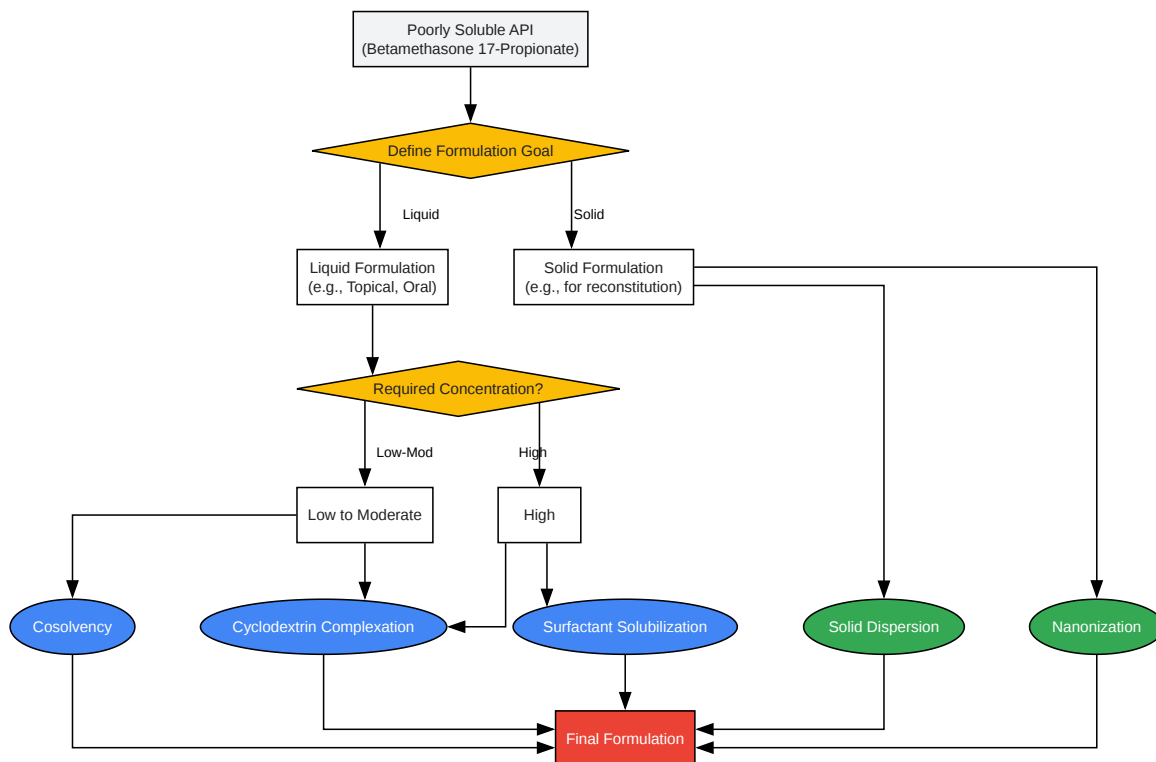 Poorly Soluble API
(Betamethasone 17-Propionate)
Define Formulation Goal
Liquid
Solid
Liquid Formulation
(e.g., Topical, Oral)
Solid Formulation
(e.g., for reconstitution)
Required Concentration?
Low-Mod
High
Low to Moderate
High
Cosolvency
Cyclodextrin Complexation
Surfactant Solubilization
Solid Dispersion
Nanonization
Final Formulation